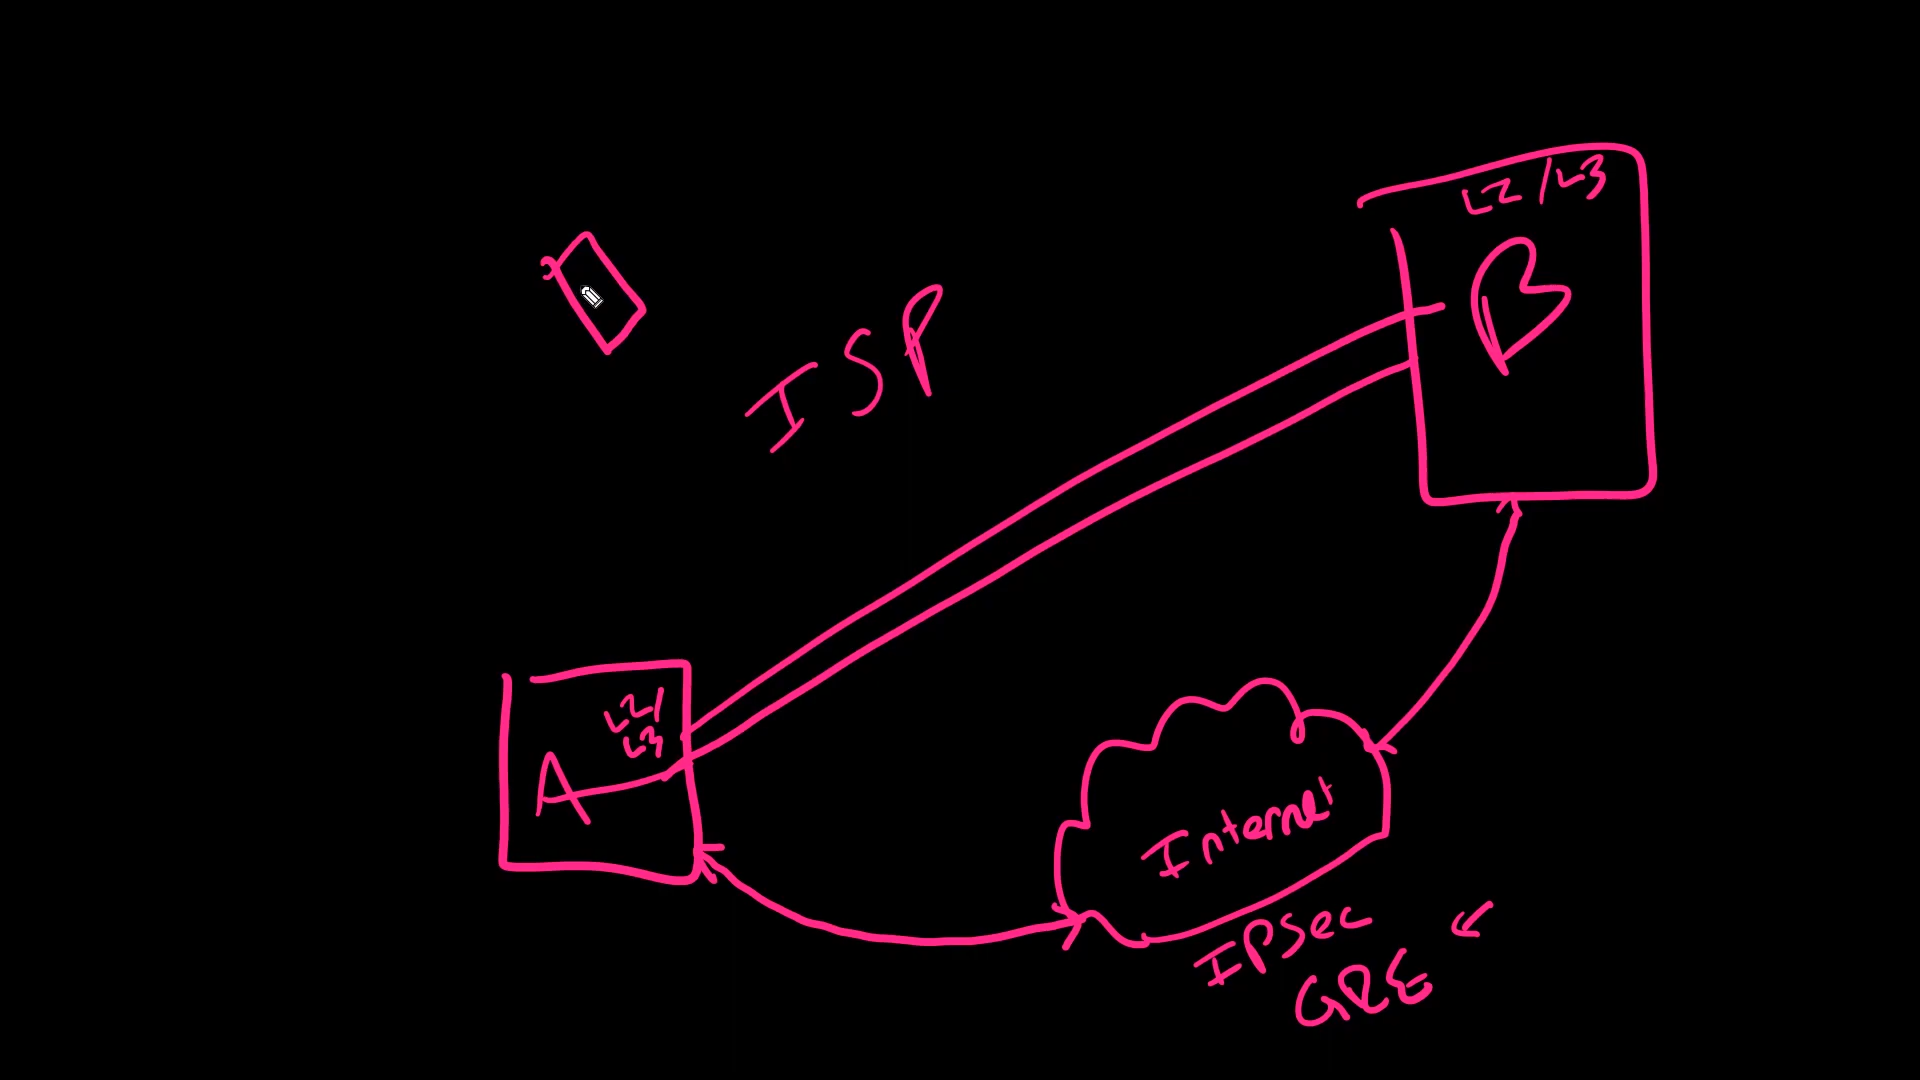 L2/L3
B
ISP
L2/
L3
A
Internet
IPsec
GRE